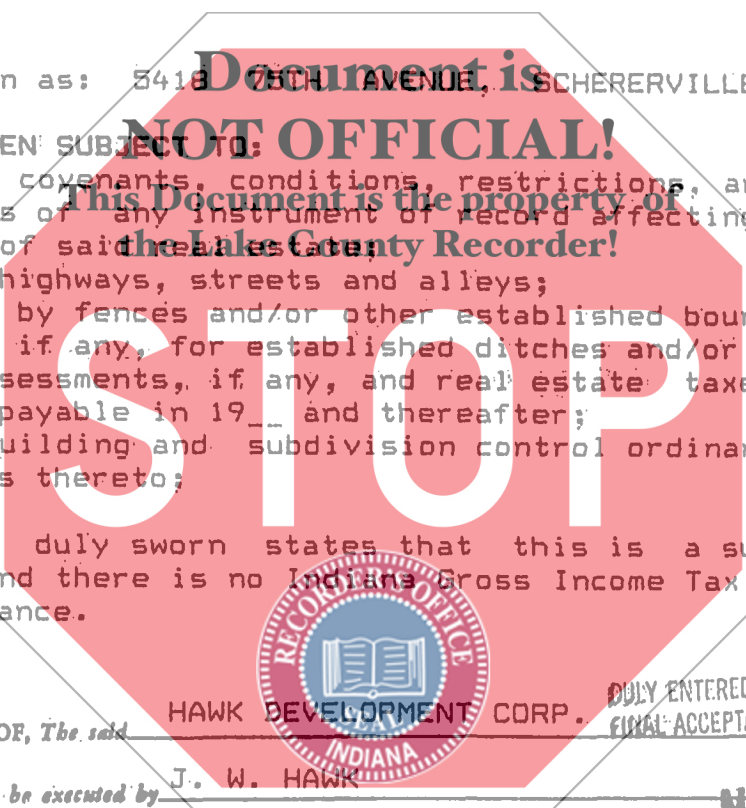 n as: 5418 75TH AVENUE, SCHERERVILLE
Document is
EN SUBJECT TO:
NOT OFFICIAL!
covenants, conditions, restrictions, an
This Document is the property of
s of any instrument of record affecting
the Lake County Recorder!
of said real estate;
highways, streets and alleys;
by fences and/or other established boun
if any, for established ditches and/or
sessments, if any, and real estate taxe
payable in 19__ and thereafter;
uilding and subdivision control ordinan
s thereto;
STOP
duly sworn states that this is a su
nd there is no Indiana Gross Income Tax
ance.
RECORDER'S OFFICE
SEAL
INDIANA
DULY ENTERED
HAWK DEVELOPMENT CORP.
FINAL ACCEPTA
OF, The said
J. W. HAWK
be executed by